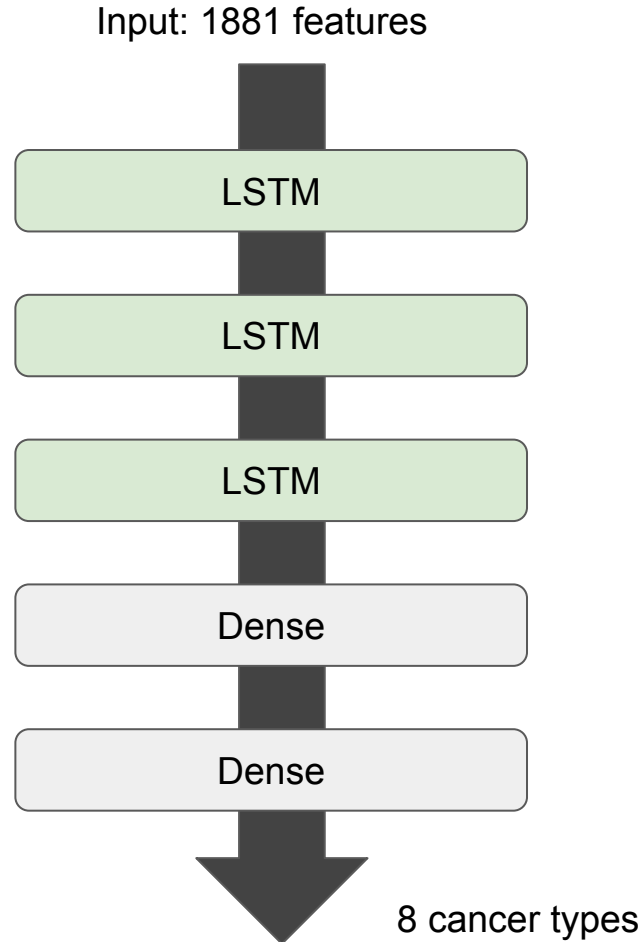 Input: 1881 features
LSTM
LSTM
LSTM
Dense
Dense
8 cancer types